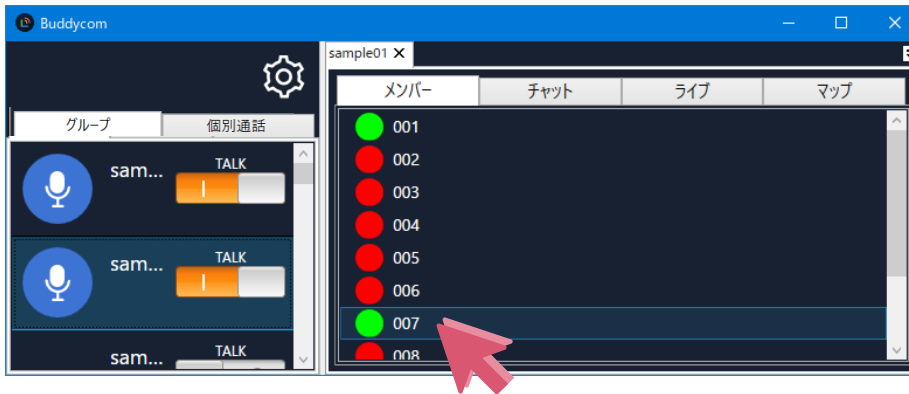 Buddycom
sample01
メンバー
チャット
ライブ
マップ
グループ
個別通話
sam...
TALK
sam...
TALK
sam...
TALK
001
002
003
004
005
006
007
008